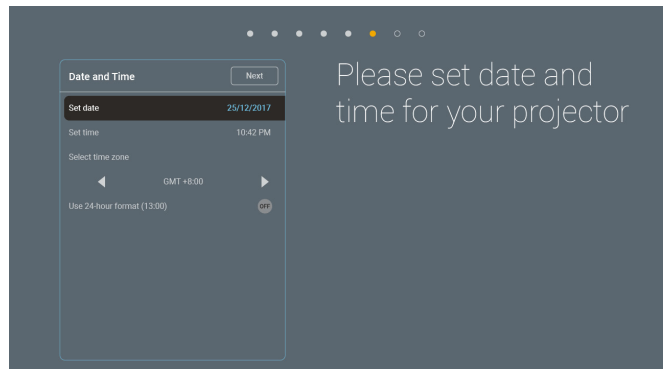 Date and Time Next
Please set date and
time for your projector
Set date 25/12/2017
Set time 10:42 PM
Select time zone
GMT +8:00
Use 24-hour format (13:00) OFF